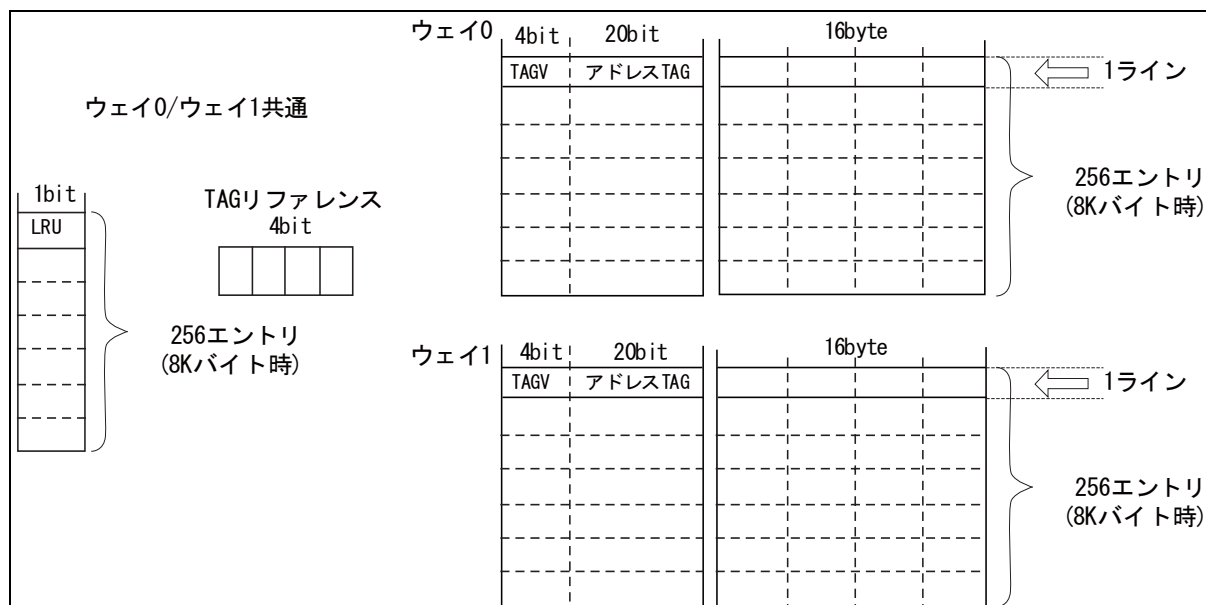 ウェイ0/ウェイ1共通
1bit
LRU
256エントリ
(8Kバイト時)
TAGリファレンス
4bit
ウェイ0
4bit
20bit
16byte
TAGV
アドレスTAG
1ライン
256エントリ
(8Kバイト時)
ウェイ1
4bit
20bit
16byte
TAGV
アドレスTAG
1ライン
256エントリ
(8Kバイト時)